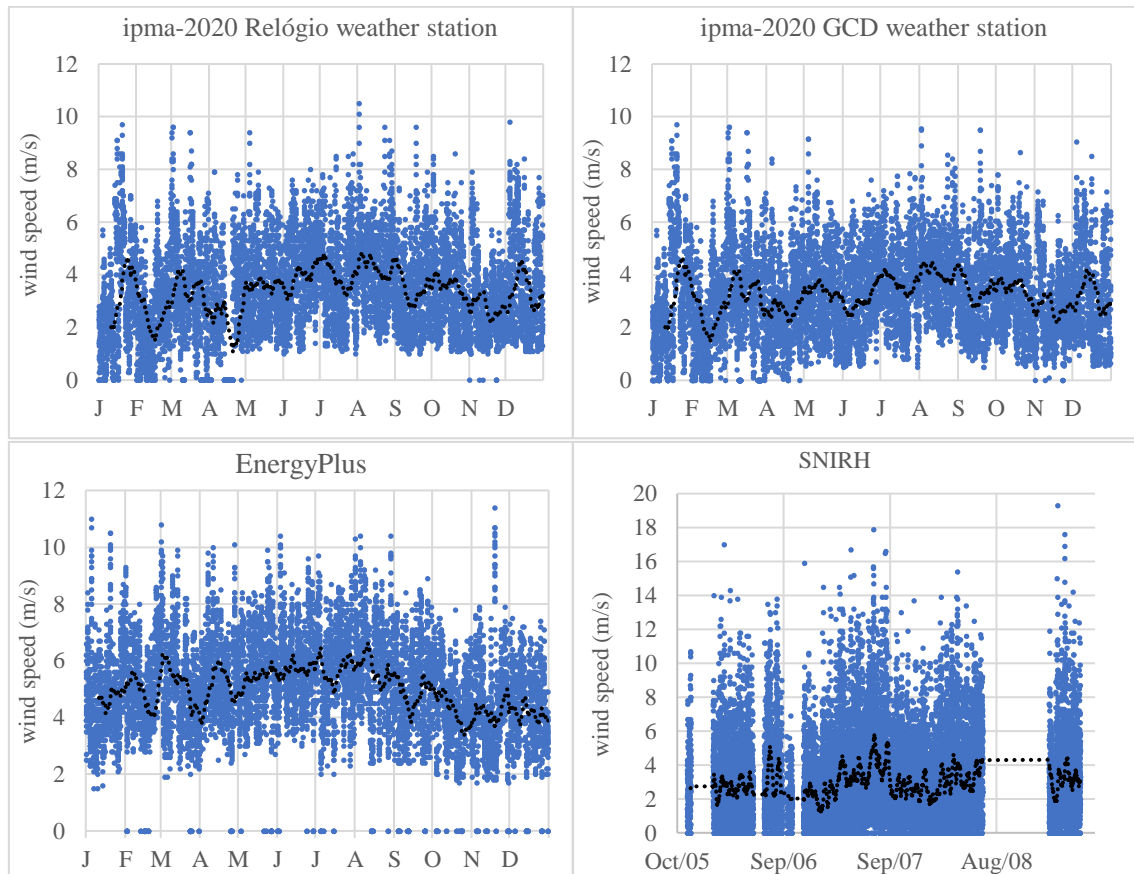 ipma-2020 Relógio weather station
12
10
8
6
4
2
0
wind speed (m/s)
J F M A M J J A S O N D
ipma-2020 GCD weather station
12
10
8
6
4
2
0
wind speed (m/s)
J F M A M J J A S O N D
EnergyPlus
12
10
8
6
4
2
0
wind speed (m/s)
J F M A M J J A S O N D
SNIRH
20
18
16
14
12
10
8
6
4
2
0
wind speed (m/s)
Oct/05 Sep/06 Sep/07 Aug/08